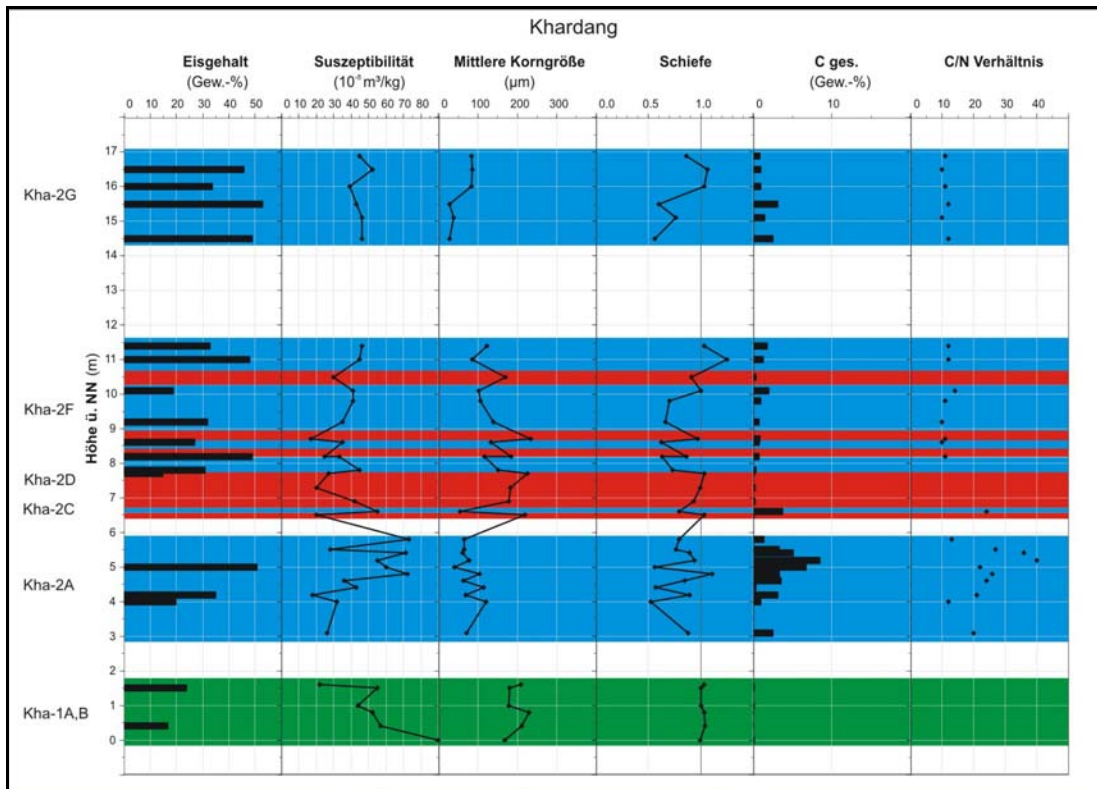 Khardang
Eisgehalt
(Gew.-%)
0 10 20 30 40 50
Suszeptibilität
(10⁻⁸ m³/kg)
0 10 20 30 40 50 60 70 80
Mittlere Korngröße
(µm)
0 100 200 300
Schiefe
0.0 0.5 1.0
C ges.
(Gew.-%)
0 10
C/N Verhältnis
0 10 20 30 40
Höhe ü. NN (m)
17
16
15
14
13
12
11
10
9
8
7
6
5
4
3
2
1
0
Kha-2G
Kha-2F
Kha-2D
Kha-2C
Kha-2A
Kha-1A,B